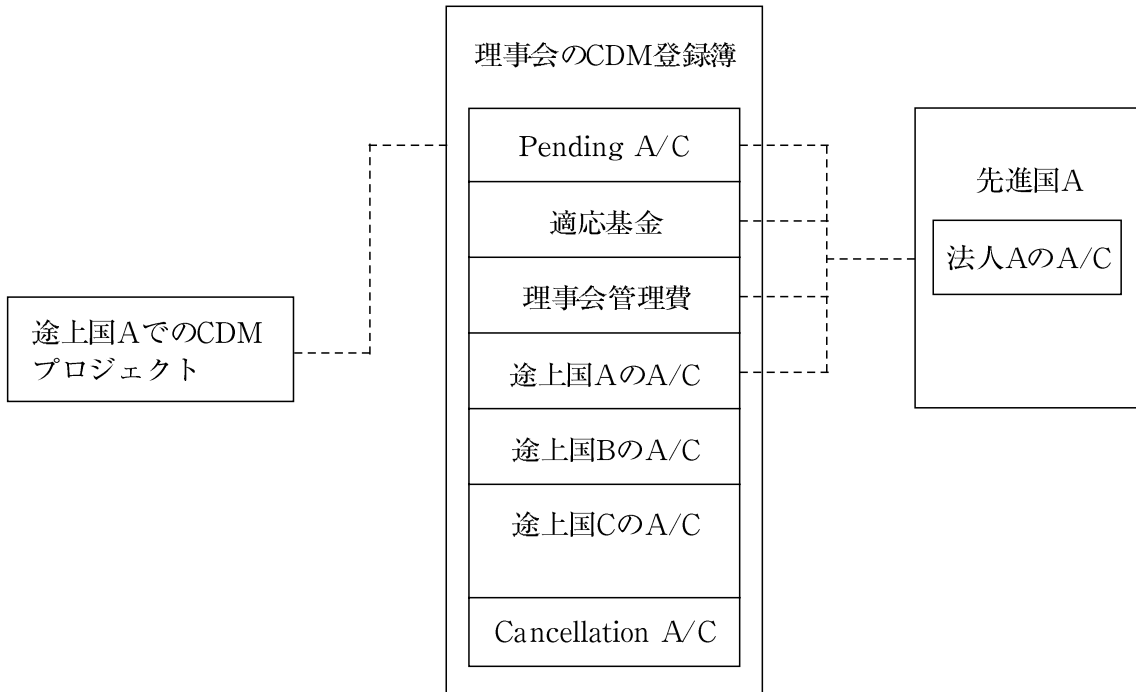 理事会のCDM登録簿
Pending A/C
適応基金
理事会管理費
途上国AのA/C
途上国BのA/C
途上国CのA/C
Cancellation A/C
途上国AでのCDM
プロジェクト
先進国A
法人AのA/C